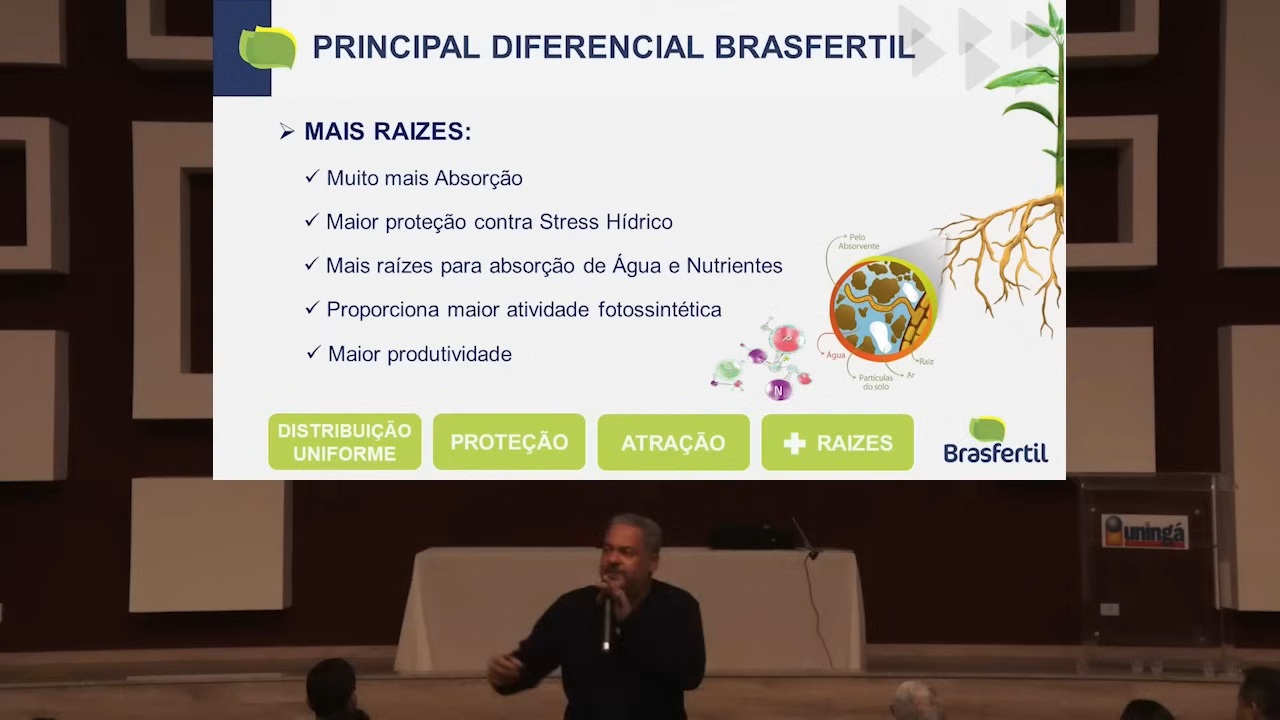 PRINCIPAL DIFERENCIAL BRASFERTIL
MAIS RAIZES:
Muito mais Absorção
Maior proteção contra Stress Hídrico
Mais raízes para absorção de Água e Nutrientes
Proporciona maior atividade fotossintética
Maior produtividade
Pelo
Absorvente
Água
Raiz
Ar
Partículas
do solo
N
DISTRIBUIÇÃO
UNIFORME
PROTEÇÃO
ATRAÇÃO
RAIZES
Brasfertil
uningá